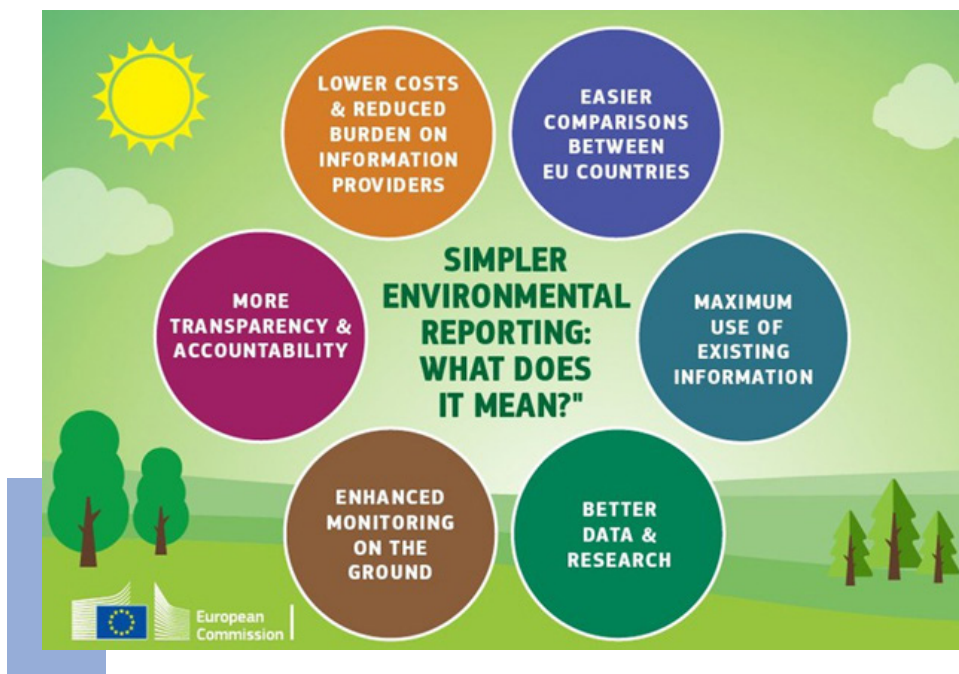 LOWER COSTS
& REDUCED
BURDEN ON
INFORMATION
PROVIDERS
EASIER
COMPARISONS
BETWEEN
EU COUNTRIES
MORE
TRANSPARENCY &
ACCOUNTABILITY
SIMPLER
ENVIRONMENTAL
REPORTING:
WHAT DOES
IT MEAN?"
MAXIMUM
USE OF
EXISTING
INFORMATION
ENHANCED
MONITORING
ON THE
GROUND
BETTER
DATA &
RESEARCH
European
Commission